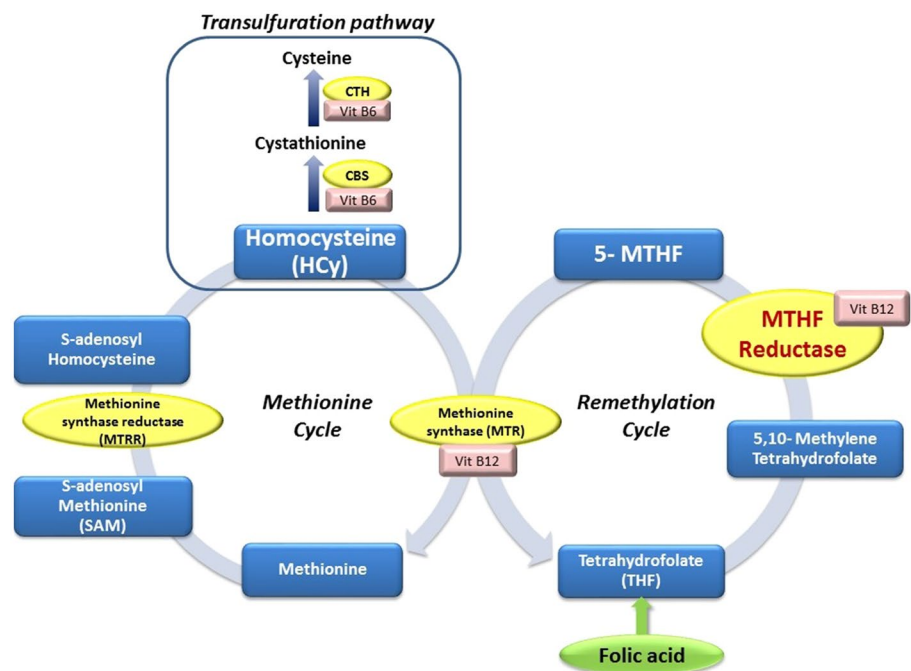 Transulfuration pathway
Cysteine
CTH
Vit B6
Cystathionine
CBS
Vit B6
Homocysteine
(HCy)
5- MTHF
Vit B12
MTHF
Reductase
S-adenosyl
Homocysteine
Methionine
Cycle
Remethylation
Cycle
Methionine
synthase reductase
(MTRR)
Methionine
synthase (MTR)
Vit B12
5,10- Methylene
Tetrahydrofolate
S-adenosyl
Methionine
(SAM)
Methionine
Tetrahydrofolate
(THF)
Folic acid